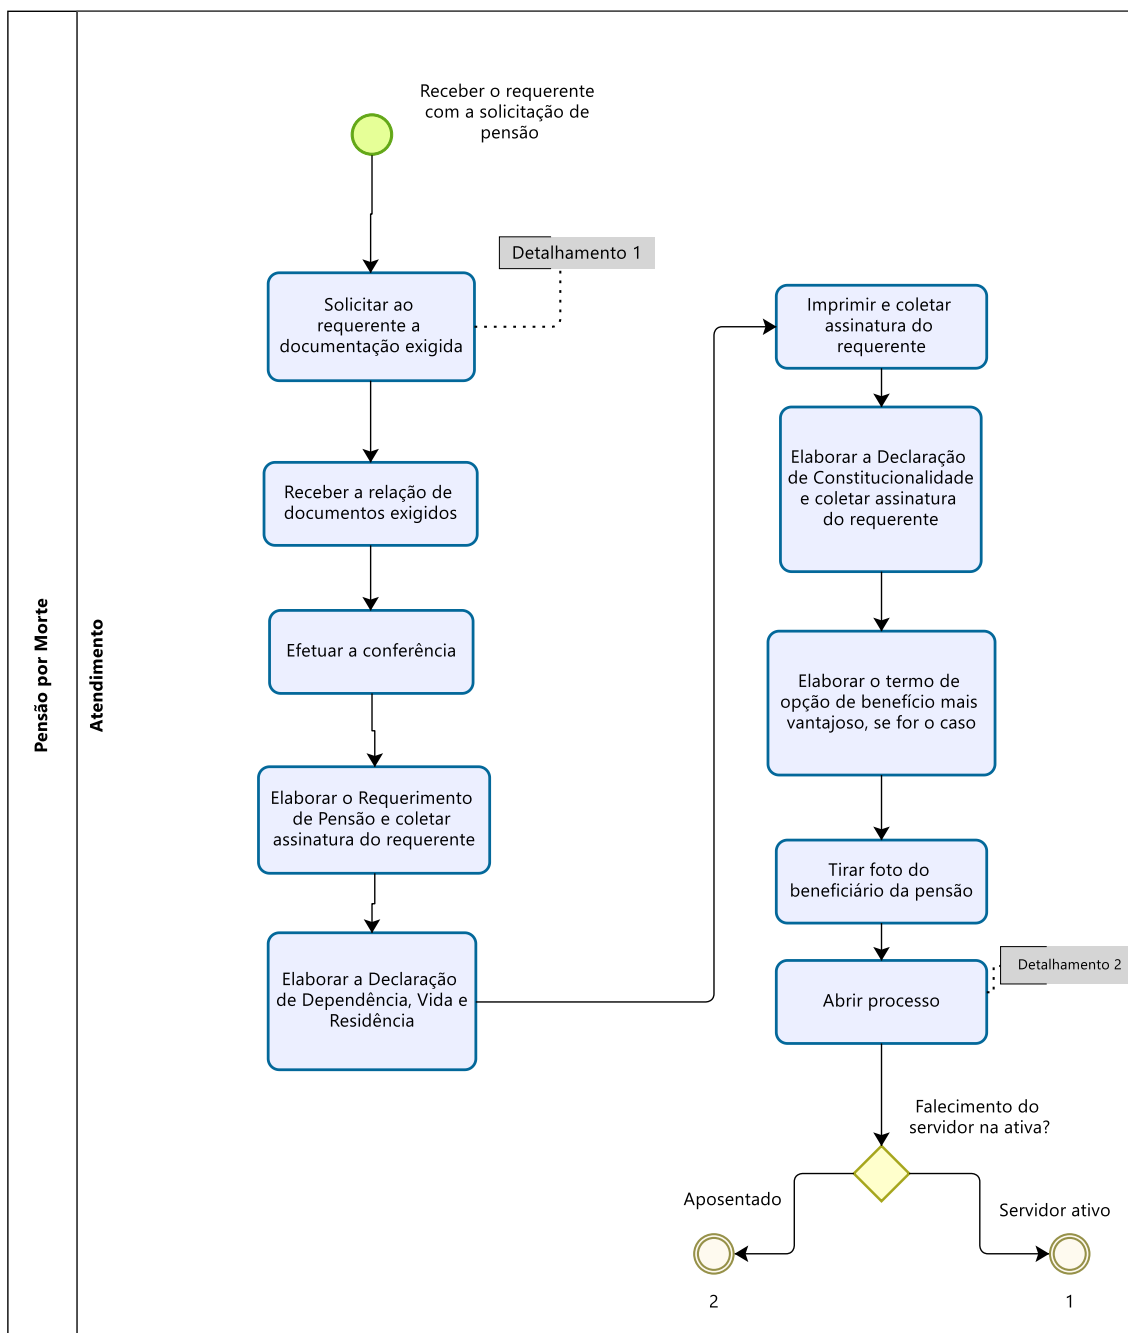 Pensão por Morte
Atendimento
Receber o requerente
com a solicitação de
pensão
Detalhamento 1
Solicitar ao
requerente a
documentação exigida
Receber a relação de
documentos exigidos
Efetuar a conferência
Elaborar o Requerimento
de Pensão e coletar
assinatura do requerente
Elaborar a Declaração
de Dependência, Vida e
Residência
Imprimir e coletar
assinatura do
requerente
Elaborar a Declaração
de Constitucionalidade
e coletar assinatura
do requerente
Elaborar o termo de
opção de benefício mais
vantajoso, se for o caso
Tirar foto do
beneficiário da pensão
Detalhamento 2
Abrir processo
Falecimento do
servidor na ativa?
Aposentado
Servidor ativo
2
1